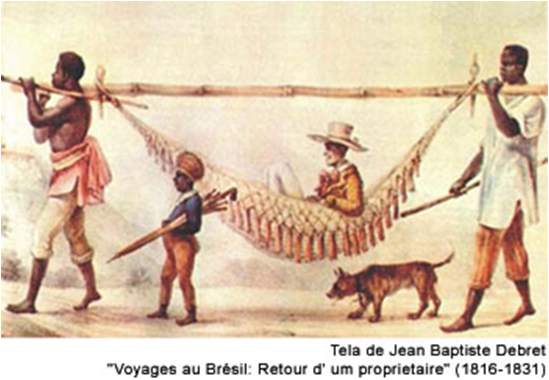 Tela de Jean Baptiste Debret
"Voyages au Brésil: Retour d' um proprietaire" (1816-1831)